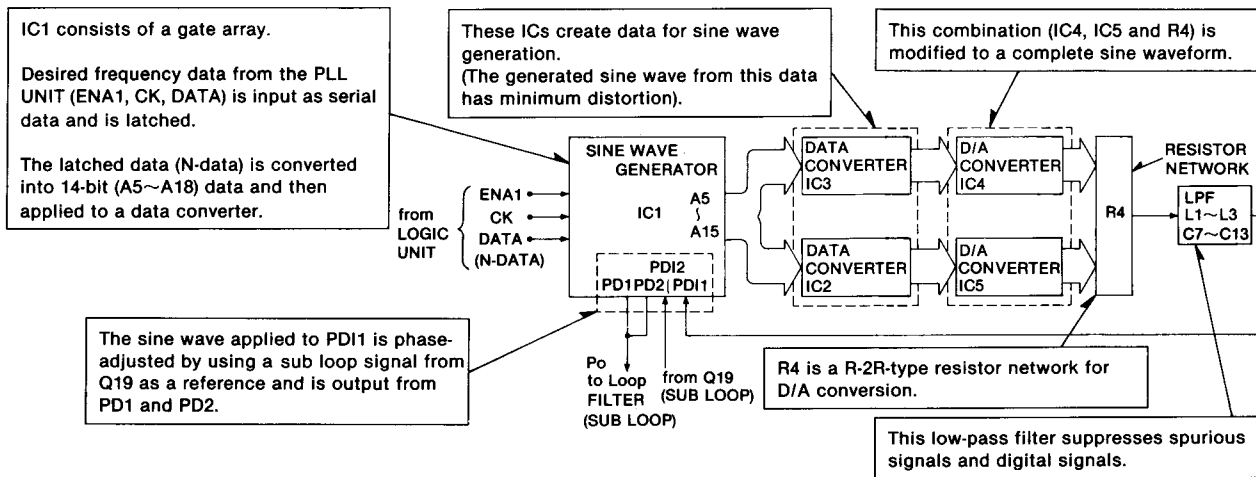 IC1 consists of a gate array.
Desired frequency data from the PLL
UNIT (ENA1, CK, DATA) is input as serial
data and is latched.
The latched data (N-data) is converted
into 14-bit (A5~A18) data and then
applied to a data converter.
These ICs create data for sine wave
generation.
(The generated sine wave from this data
has minimum distortion).
This combination (IC4, IC5 and R4) is
modified to a complete sine waveform.
SINE WAVE
GENERATOR
IC1
A5
~
A15
from
LOGIC
UNIT
ENA1
CK
DATA
(N-DATA)
PDI2
PD1 PD2 PDI1
DATA
CONVERTER
IC3
D/A
CONVERTER
IC4
DATA
CONVERTER
IC2
D/A
CONVERTER
IC5
R4
RESISTOR
NETWORK
LPF
L1~L3
C7~C13
The sine wave applied to PDI1 is phase-
adjusted by using a sub loop signal from
Q19 as a reference and is output from
PD1 and PD2.
Po
to Loop
FILTER
(SUB LOOP)
from Q19
(SUB LOOP)
R4 is a R-2R-type resistor network for
D/A conversion.
This low-pass filter suppresses spurious
signals and digital signals.